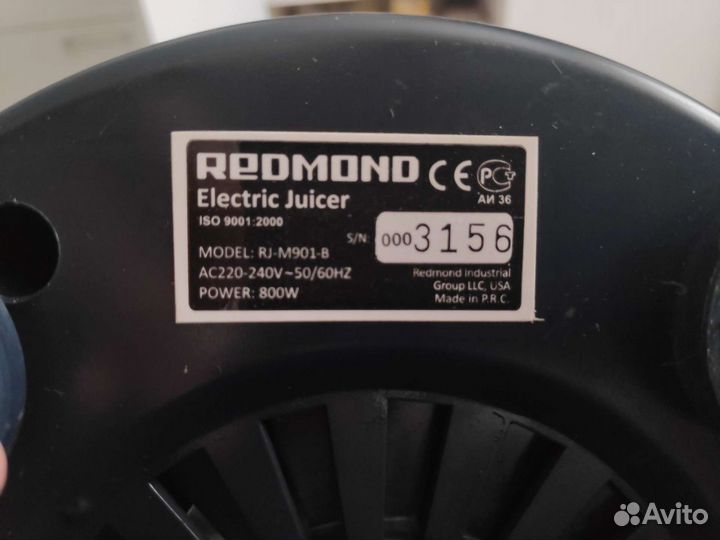 REDMOND CE PCT
АИ 36
Electric Juicer
ISO 9001:2000
S/N: 0003156
MODEL: RJ-M901-B
AC220-240V~50/60HZ
POWER: 800W
Redmond Industrial
Group LLC, USA
Made in P.R.C.
Avito